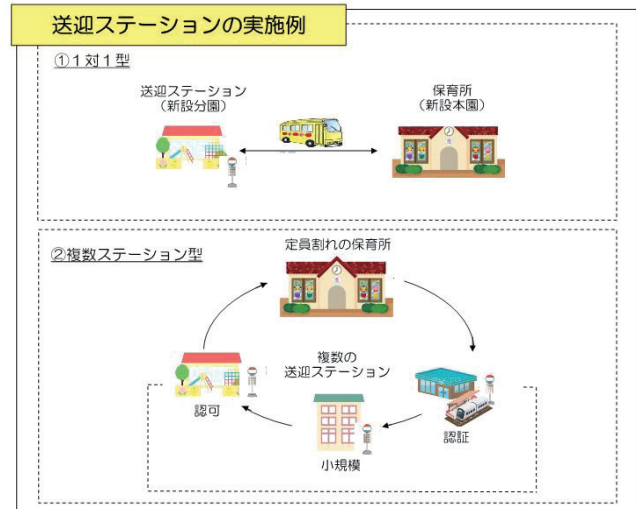 送迎ステーションの実施例
①1対1型
送迎ステーション
（新設分園）
保育所
（新設本園）
②複数ステーション型
定員割れの保育所
複数の
送迎ステーション
認可
小規模
認証